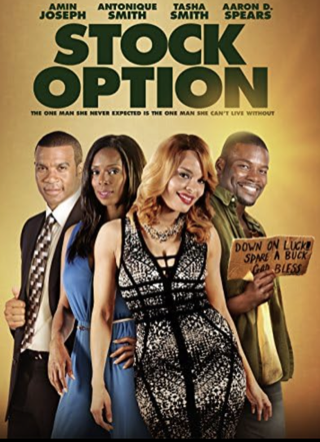 AMIN JOSEPH ANTONIQUE SMITH TASHA SMITH AARON D. SPEARS
STOCK
OPTION
THE ONE MAN SHE NEVER EXPECTED IS THE ONE MAN SHE CAN'T LIVE WITHOUT
DOWN ON LUCK
SPARE A BUCK
GOD BLESS